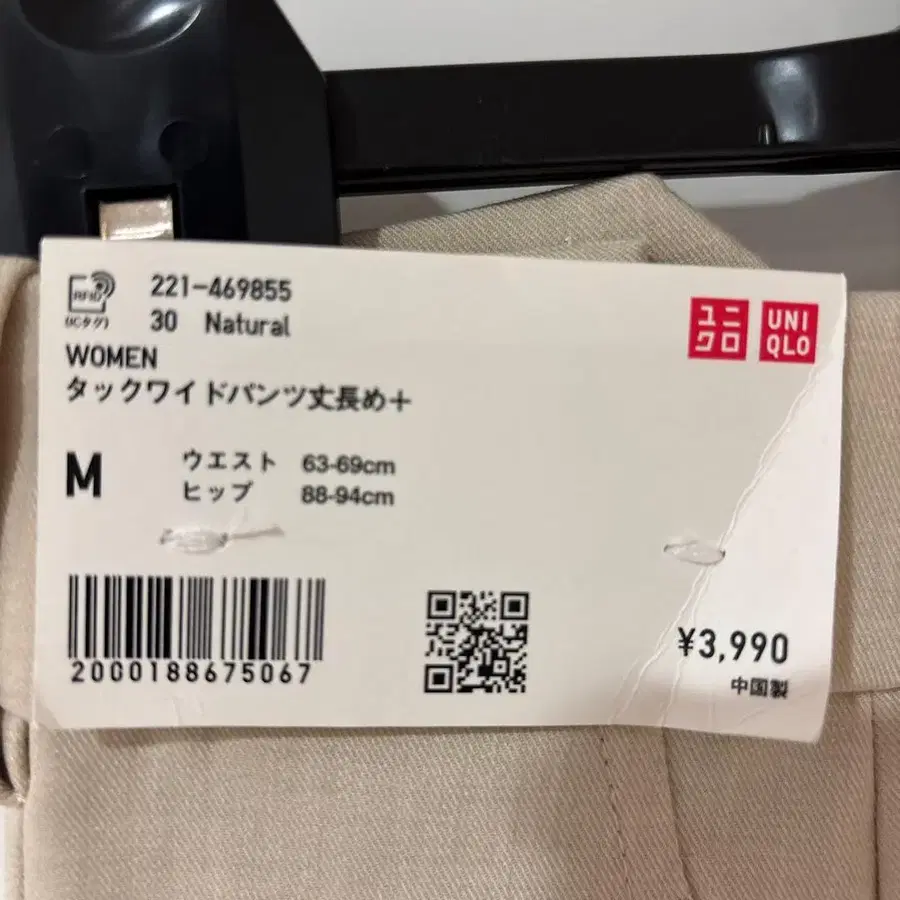 RFID
(ICタグ)
221-469855
30 Natural
WOMEN
タックワイドパンツ丈長め+
ユニ
クロ
UNI
QLO
M
ウエスト 63-69cm
ヒップ 88-94cm
2000188675067
¥3,990
中国製